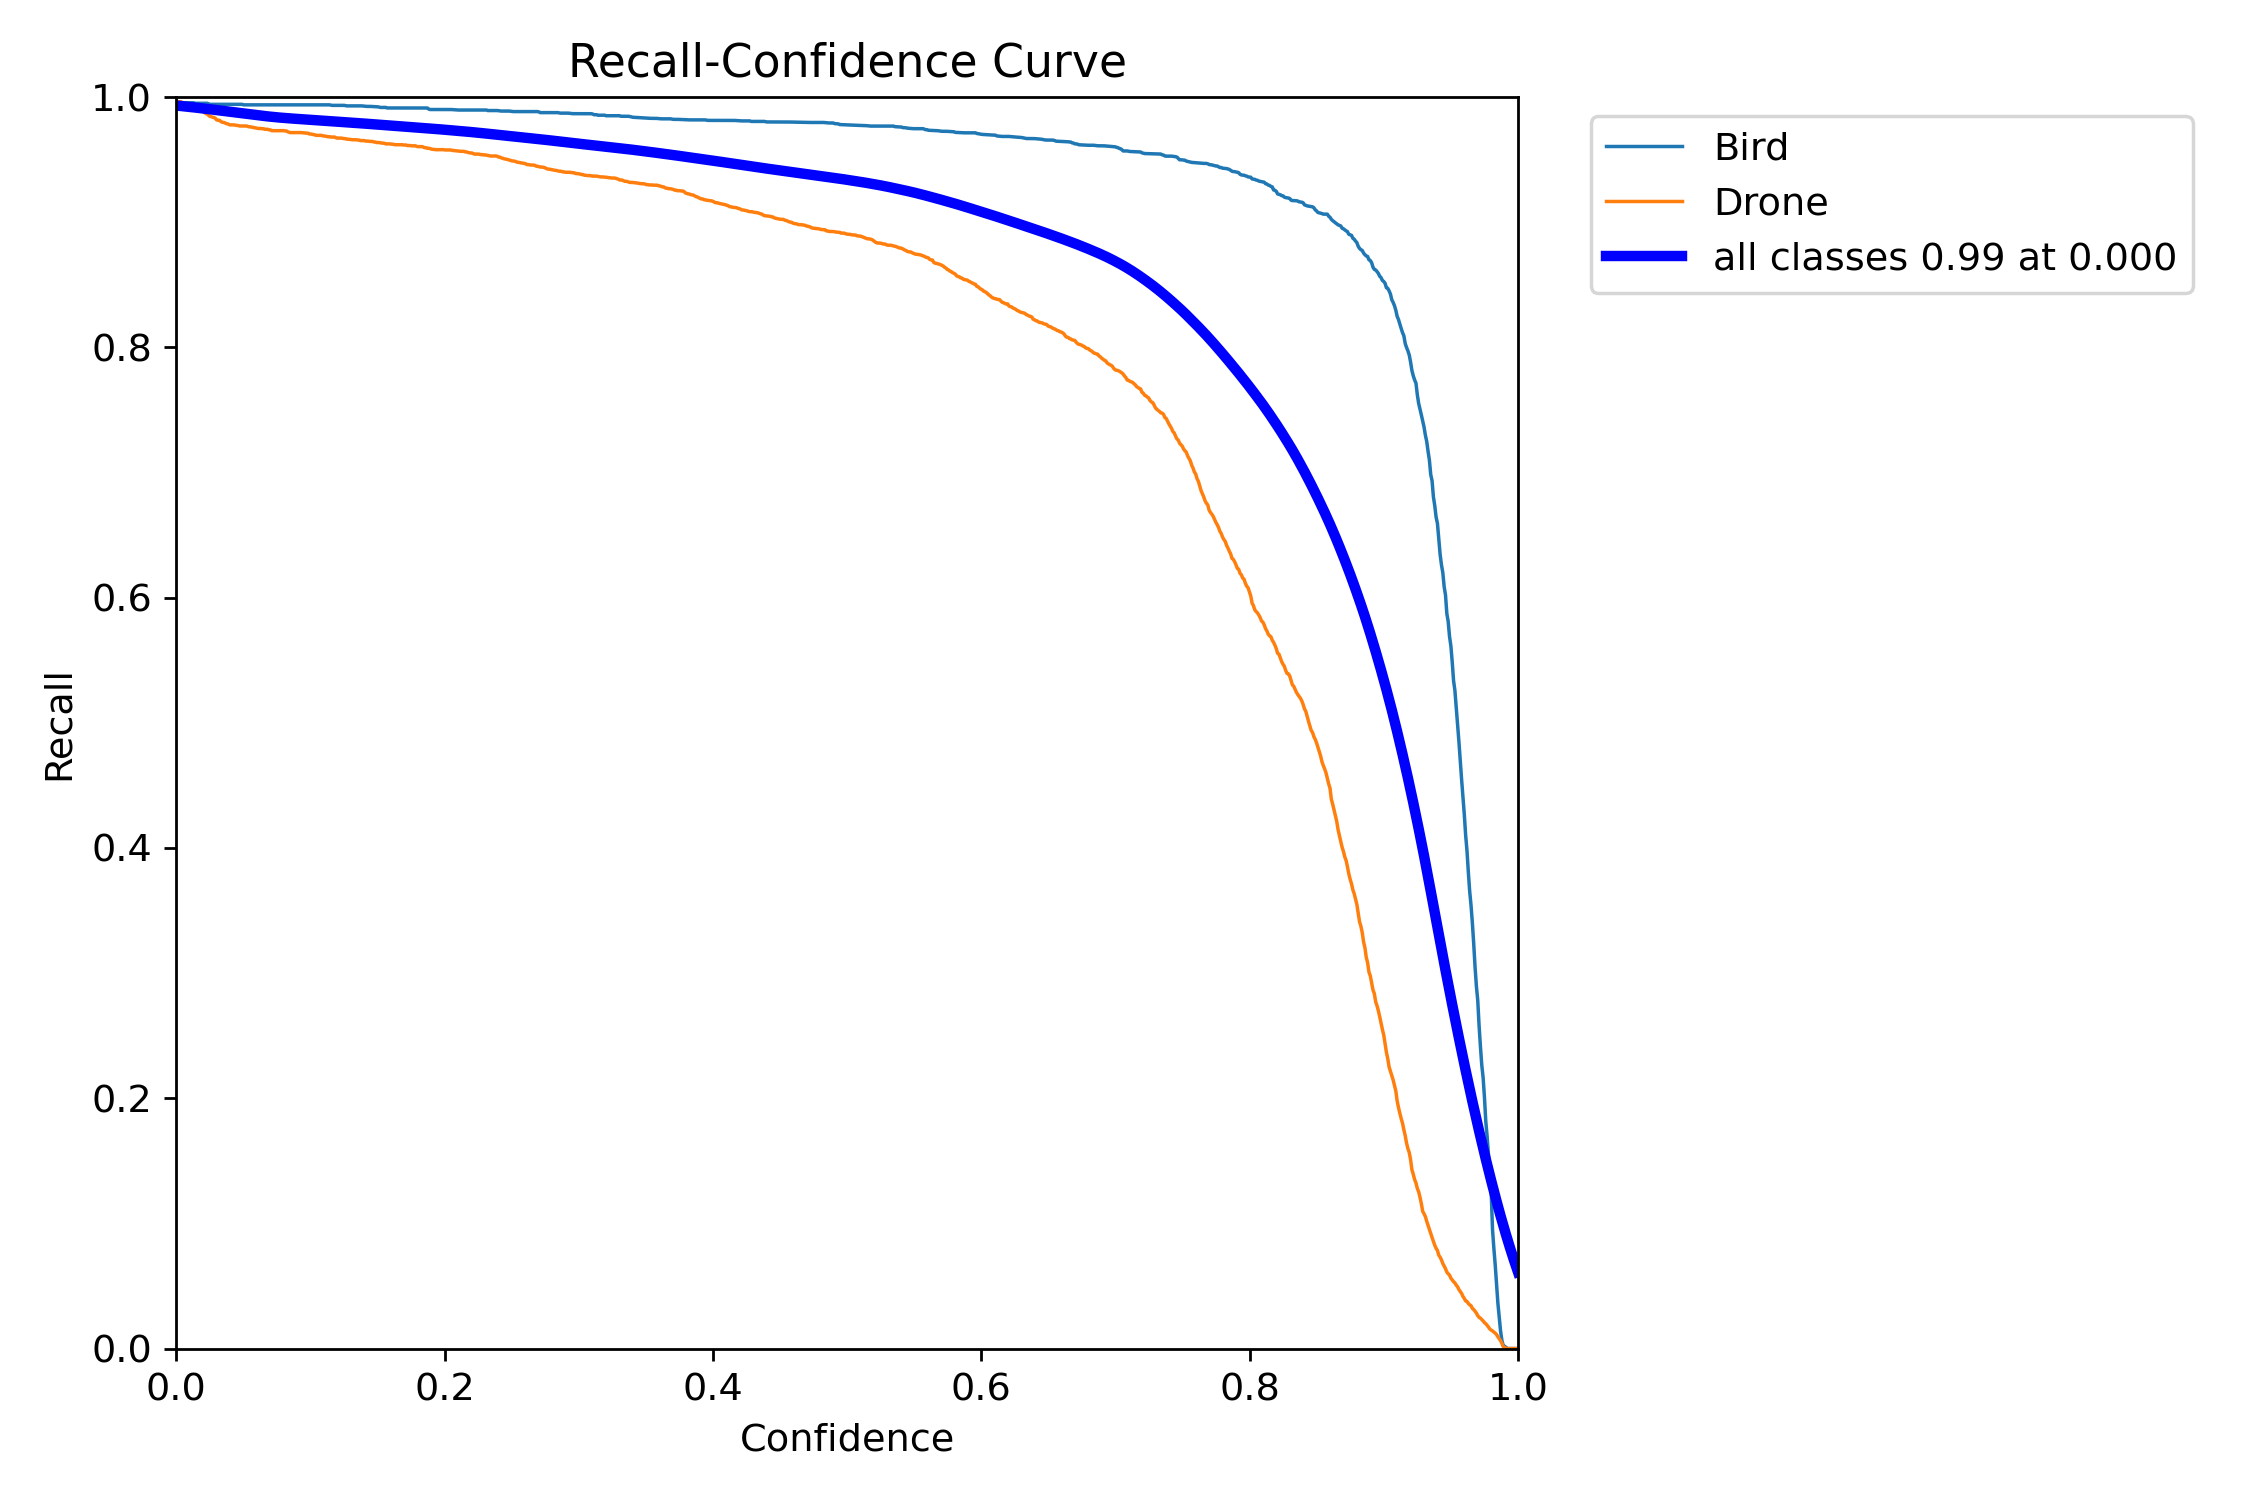 Recall-Confidence Curve
1.0
0.8
0.6
0.4
0.2
0.0
Recall
0.0 0.2 0.4 0.6 0.8 1.0
Confidence
Bird
Drone
all classes 0.99 at 0.000